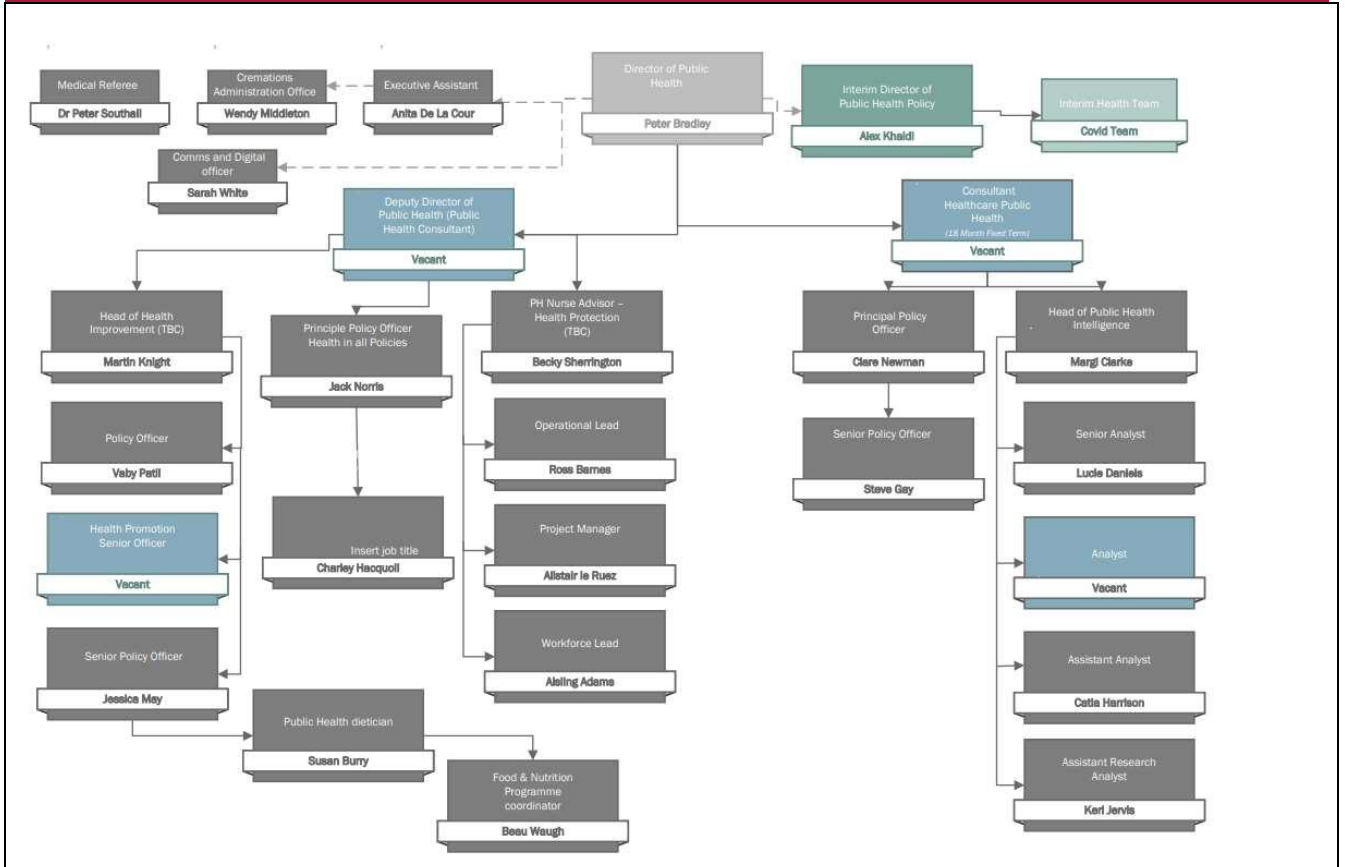 Medical Referee
Dr Peter Southall
Cremations
Administration Office
Wendy Middleton
Executive Assistant
Anita De La Cour
Director of Public
Health
Peter Bradley
Interim Director of
Public Health Policy
Alex Khaldi
Interim Health Team
Covid Team
Comms and Digital
officer
Sarah White
Deputy Director of
Public Health (Public
Health Consultant)
Vacant
Consultant
Healthcare Public
Health
(18 Month Fixed Term)
Vacant
Head of Health
Improvement (TBC)
Martin Knight
Principle Policy Officer
Health in all Policies
Jack Norris
PH Nurse Advisor –
Health Protection
(TBC)
Becky Sherrington
Principal Policy
Officer
Clare Newman
Head of Public Health
Intelligence
Margi Clarke
Policy Officer
Vaby Patil
Operational Lead
Ross Barnes
Senior Policy Officer
Steve Gay
Senior Analyst
Lucie Daniels
Health Promotion
Senior Officer
Vacant
Insert job title
Charley Hacquoil
Project Manager
Alistair le Ruez
Analyst
Vacant
Senior Policy Officer
Jessica May
Workforce Lead
Aisling Adams
Assistant Analyst
Catia Harrison
Public Health dietician
Susan Burry
Food & Nutrition
Programme
coordinator
Beau Waugh
Assistant Research
Analyst
Keri Jervis